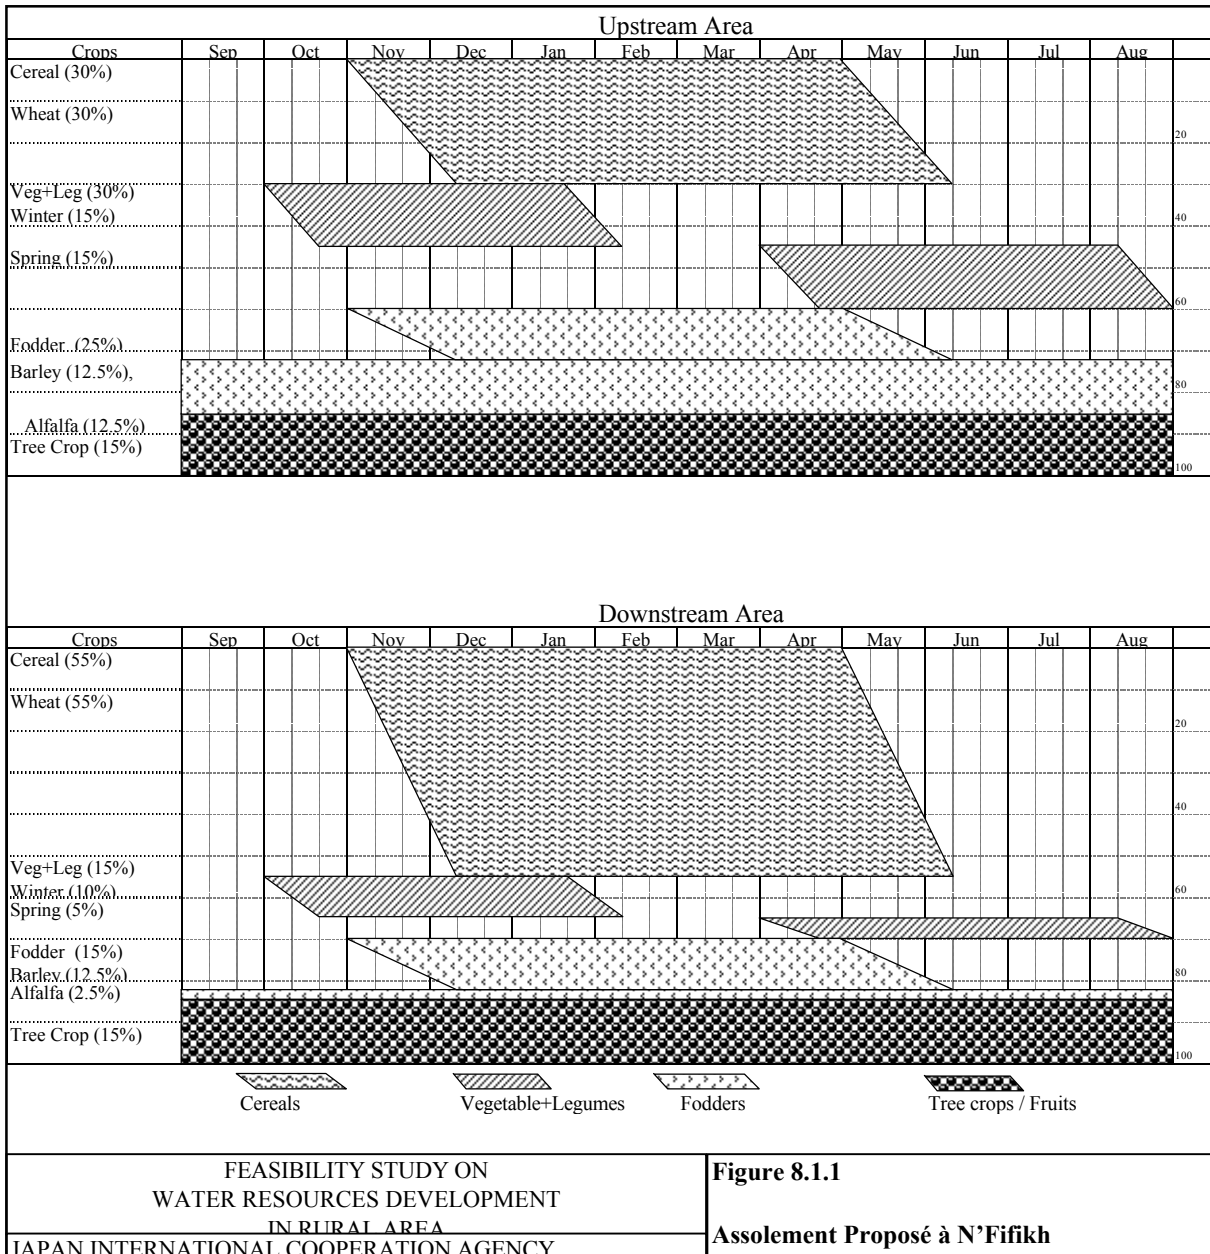 Upstream Area
Crops Sep Oct Nov Dec Jan Feb Mar Apr May Jun Jul Aug
Cereal (30%)
Wheat (30%)
20
Veg+Leg (30%)
Winter (15%)
40
Spring (15%)
60
Fodder (25%)
Barley (12.5%),
80
Alfalfa (12.5%)
Tree Crop (15%)
100
Downstream Area
Crops Sep Oct Nov Dec Jan Feb Mar Apr May Jun Jul Aug
Cereal (55%)
Wheat (55%)
20
40
Veg+Leg (15%)
Winter (10%)
60
Spring (5%)
Fodder (15%)
Barley (12.5%)
80
Alfalfa (2.5%)
Tree Crop (15%)
100
Cereals Vegetable+Legumes Fodders Tree crops / Fruits
FEASIBILITY STUDY ON
WATER RESOURCES DEVELOPMENT
IN RURAL AREA
JAPAN INTERNATIONAL COOPERATION AGENCY
Figure 8.1.1
Assolement Proposé à N’Fifikh